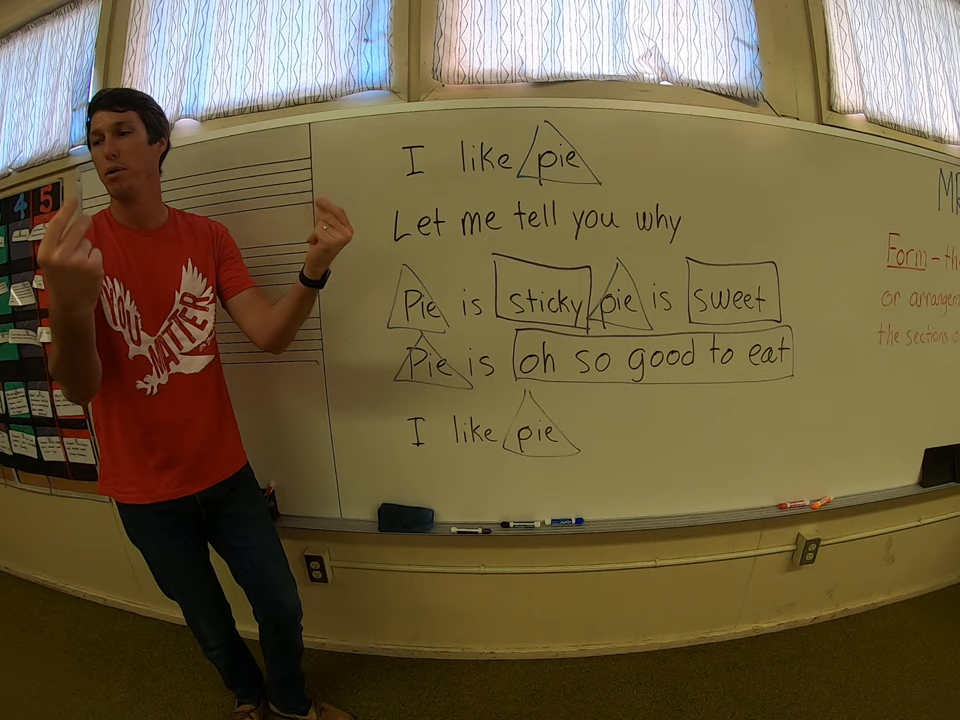 4 5
YOU
MATTER
I like pie
Let me tell you why
Pie is sticky pie is sweet
Pie is oh so good to eat
I like pie
Form - 
or
the sections